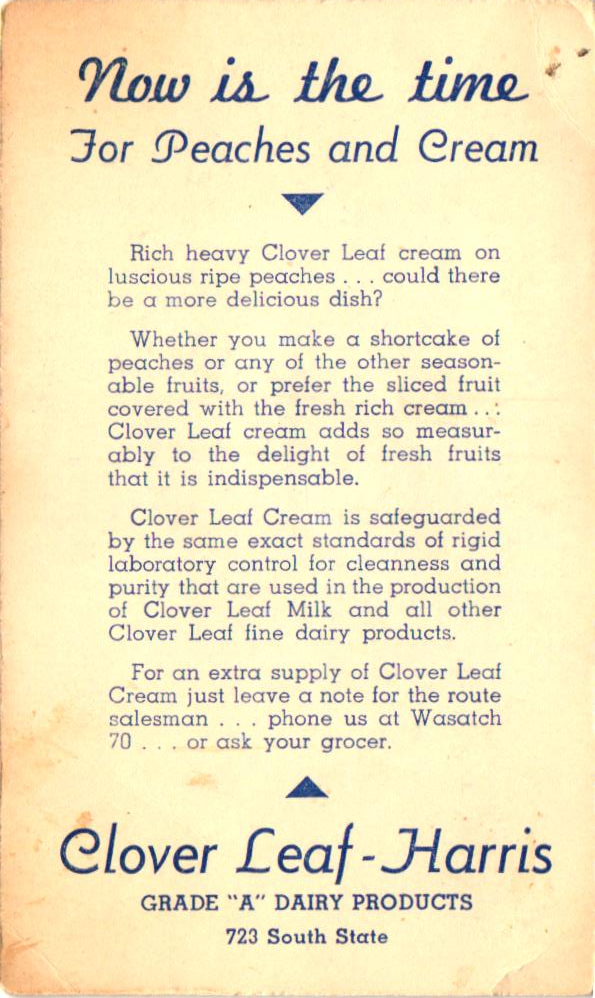 Now is the time
For Peaches and Cream
Rich heavy Clover Leaf cream on
luscious ripe peaches . . . could there
be a more delicious dish?
Whether you make a shortcake of
peaches or any of the other season-
able fruits, or prefer the sliced fruit
covered with the fresh rich cream . . .
Clover Leaf cream adds so measur-
ably to the delight of fresh fruits
that it is indispensable.
Clover Leaf Cream is safeguarded
by the same exact standards of rigid
laboratory control for cleanness and
purity that are used in the production
of Clover Leaf Milk and all other
Clover Leaf fine dairy products.
For an extra supply of Clover Leaf
Cream just leave a note for the route
salesman . . . phone us at Wasatch
70 . . . or ask your grocer.
Clover Leaf - Harris
GRADE "A" DAIRY PRODUCTS
723 South State